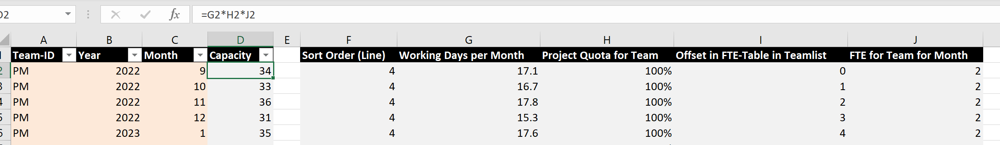 D2 fx =G2*H2*J2
A B C D E F G H I J
1 Team-ID Year Month Capacity Sort Order (Line) Working Days per Month Project Quota for Team Offset in FTE-Table in Teamlist FTE for Team for Month
2 PM 2022 9 34 4 17.1 100% 0 2
3 PM 2022 10 33 4 16.7 100% 1 2
4 PM 2022 11 36 4 17.8 100% 2 2
5 PM 2022 12 31 4 15.3 100% 3 2
6 PM 2023 1 35 4 17.6 100% 4 2